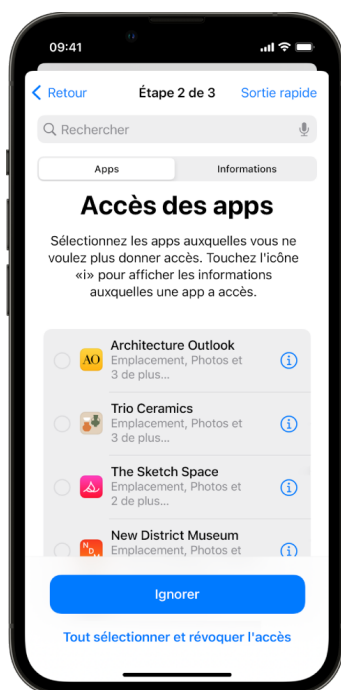 09:41
Retour
Étape 2 de 3
Sortie rapide
Rechercher
Apps
Informations
Accès des apps
Sélectionnez les apps auxquelles vous ne
voulez plus donner accès. Touchez l'icône
«i» pour afficher les informations
auxquelles une app a accès.
AO
Architecture Outlook
Emplacement, Photos et
3 de plus...
Trio Ceramics
Emplacement, Photos et
3 de plus...
The Sketch Space
Emplacement, Photos et
2 de plus...
NDM
New District Museum
Emplacement, Photos et
Ignorer
Tout sélectionner et révoquer l'accès